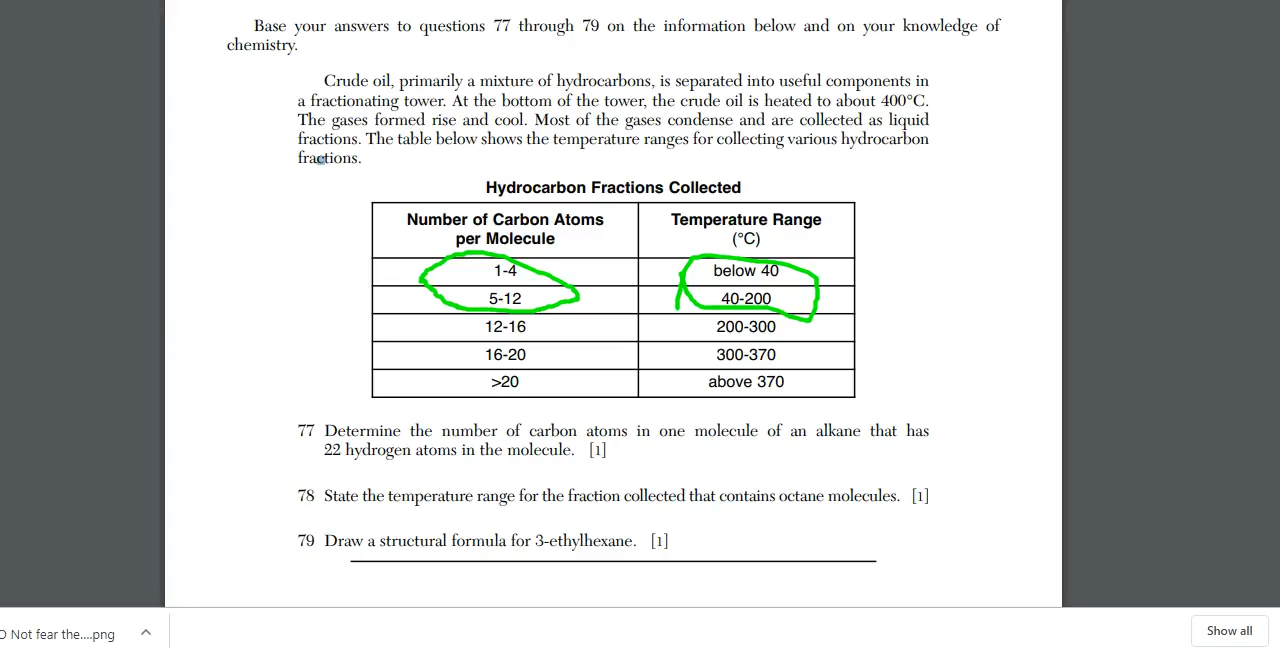 Base your answers to questions 77 through 79 on the information below and on your knowledge of
chemistry.
Crude oil, primarily a mixture of hydrocarbons, is separated into useful components in
a fractionating tower. At the bottom of the tower, the crude oil is heated to about 400°C.
The gases formed rise and cool. Most of the gases condense and are collected as liquid
fractions. The table below shows the temperature ranges for collecting various hydrocarbon
fractions.
Hydrocarbon Fractions Collected
Number of Carbon Atoms per Molecule Temperature Range (°C)
1-4 below 40
5-12 40-200
12-16 200-300
16-20 300-370
>20 above 370
77 Determine the number of carbon atoms in one molecule of an alkane that has
22 hydrogen atoms in the molecule. [1]
78 State the temperature range for the fraction collected that contains octane molecules. [1]
79 Draw a structural formula for 3-ethylhexane. [1]
Not fear the....png
Show all